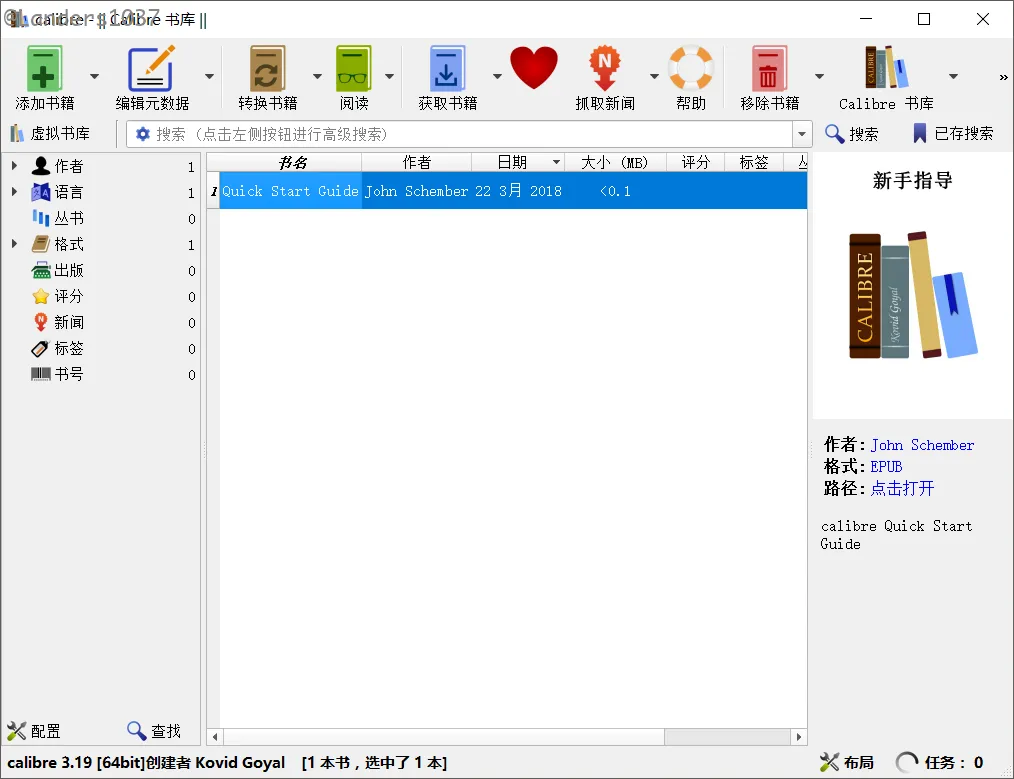 @Landers1037
calibre - || Calibre 书库 ||
添加书籍 编辑元数据 转换书籍 阅读 获取书籍 抓取新闻 帮助 移除书籍 Calibre 书库 »
虚拟书库 搜索（点击左侧按钮进行高级搜索） 搜索 已存搜索
作者 1
语言 1
丛书 0
格式 1
出版 0
评分 0
新闻 0
标签 0
书号 0
书名 作者 日期 大小（MB） 评分 标签
1 Quick Start Guide John Schember 22 3月 2018 <0.1
新手指导
CALIBRE
Kovid Goyal
作者：John Schember
格式：EPUB
路径：点击打开
calibre Quick Start
Guide
配置 查找
calibre 3.19 [64bit]创建者 Kovid Goyal [1 本书，选中了 1 本] 布局 任务：0